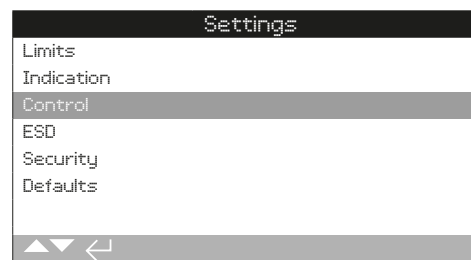 Settings
Limits
Indication
Control
ESD
Security
Defaults